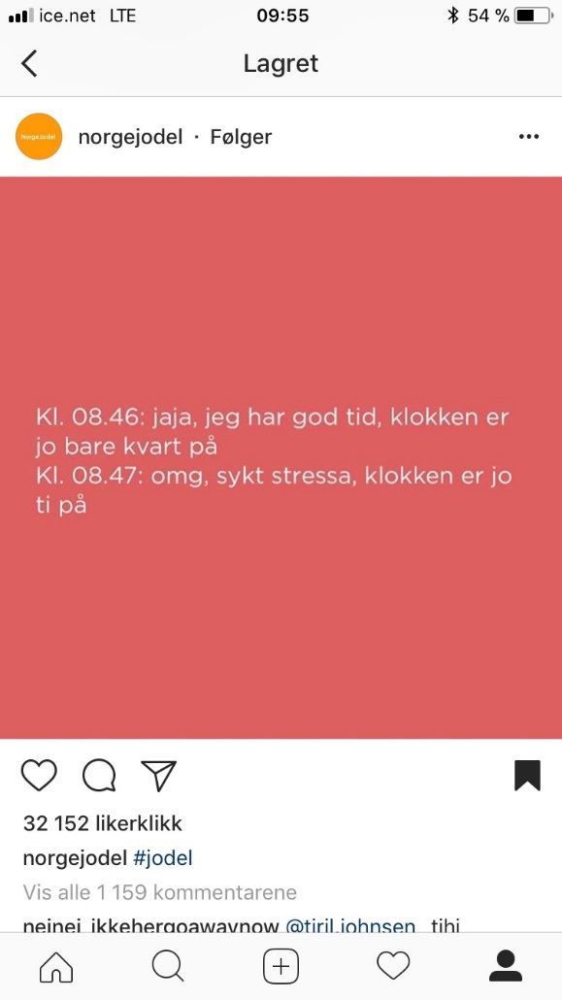 ice.net LTE 09:55 54 %
Lagret
NorgeJodel
norgejodel · Følger
Kl. 08.46: jaja, jeg har god tid, klokken er
jo bare kvart på
Kl. 08.47: omg, sykt stressa, klokken er jo
ti på
32 152 likerklikk
norgejodel #jodel
Vis alle 1 159 kommentarene
neinei_ikkehergoawaynow @tiril.johnsen tihi